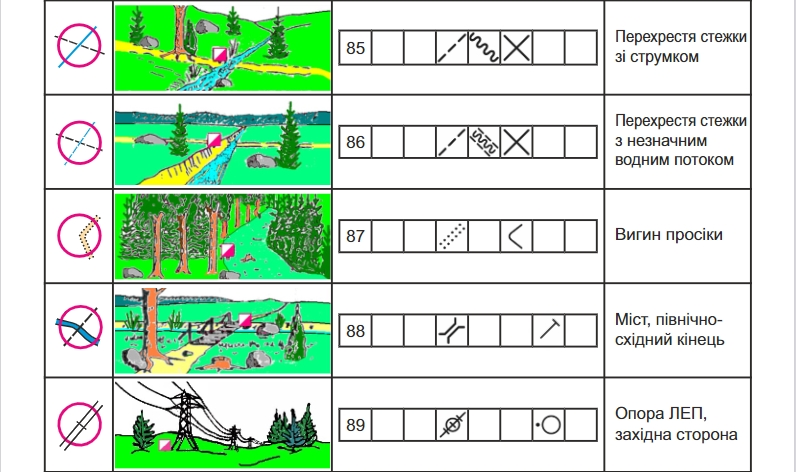 85
Перехрестя стежки
зі струмком
86
Перехрестя стежки
з незначним
водним потоком
87
Вигин просіки
88
Міст, північно-
східний кінець
89
Опора ЛЕП,
західна сторона